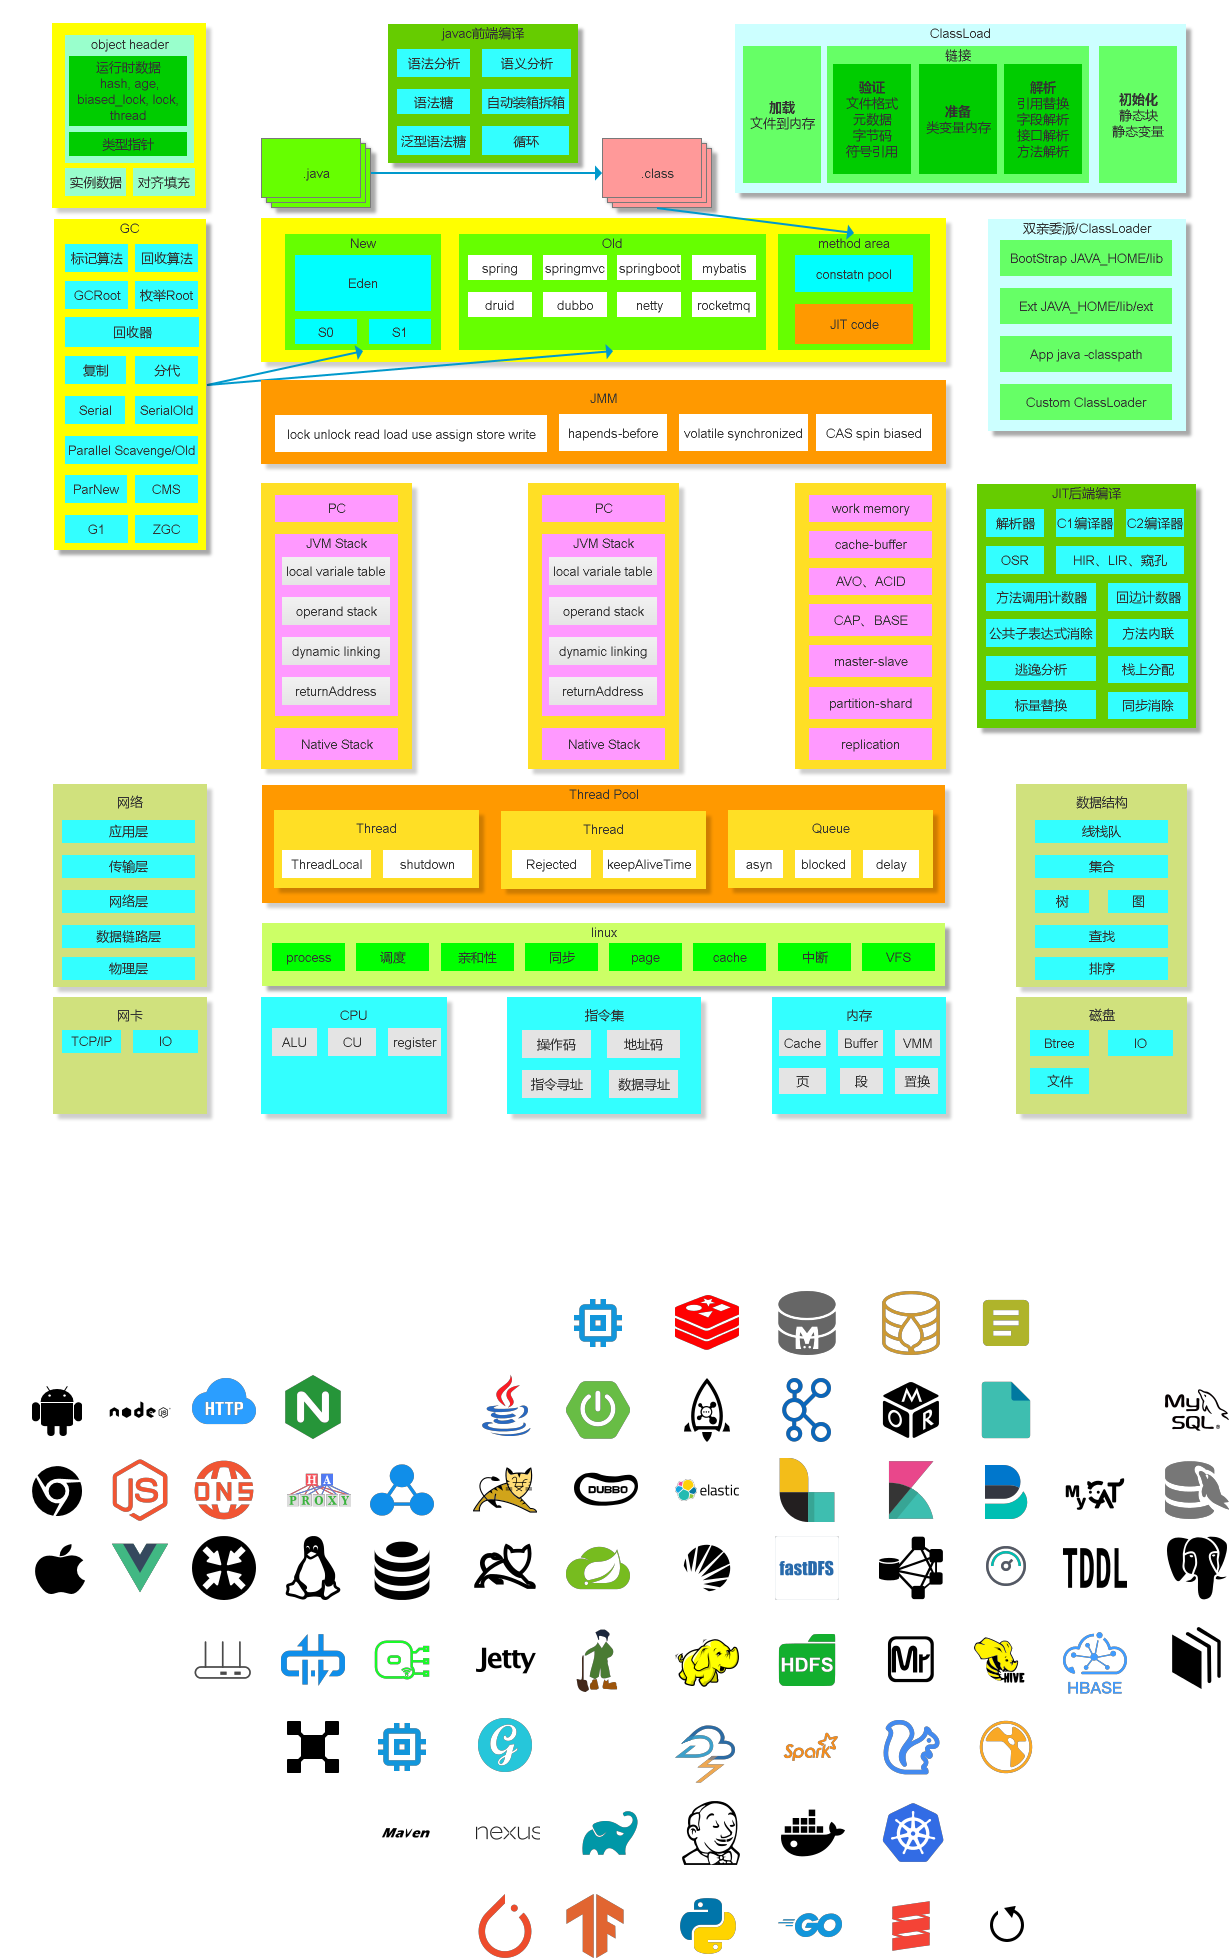 object header
运行时数据
hash, age,
biased_lock, lock,
thread
类型指针
实例数据
对齐填充
javac前端编译
语法分析
语义分析
语法糖
自动装箱拆箱
泛型语法糖
循环
ClassLoad
加载
文件到内存
链接
验证
文件格式
元数据
字节码
符号引用
准备
类变量内存
解析
引用替换
字段解析
接口解析
方法解析
初始化
静态块
静态变量
.java
.class
GC
标记算法
回收算法
GCRoot
枚举Root
回收器
复制
分代
Serial
SerialOld
Parallel Scavenge/Old
ParNew
CMS
G1
ZGC
New
Eden
S0
S1
Old
spring
springmvc
springboot
mybatis
druid
dubbo
netty
rocketmq
method area
constatn pool
JIT code
双亲委派/ClassLoader
BootStrap JAVA_HOME/lib
Ext JAVA_HOME/lib/ext
App java -classpath
Custom ClassLoader
JMM
lock unlock read load use assign store write
hapends-before
volatile synchronized
CAS spin biased
PC
JVM Stack
local variale table
operand stack
dynamic linking
returnAddress
Native Stack
PC
JVM Stack
local variale table
operand stack
dynamic linking
returnAddress
Native Stack
work memory
cache-buffer
AVO、ACID
CAP、BASE
master-slave
partition-shard
replication
JIT后端编译
解析器
C1编译器
C2编译器
OSR
HIR、LIR、窥孔
方法调用计数器
回边计数器
公共子表达式消除
方法内联
逃逸分析
栈上分配
标量替换
同步消除
网络
应用层
传输层
网络层
数据链路层
物理层
Thread Pool
Thread
ThreadLocal
shutdown
Thread
Rejected
keepAliveTime
Queue
asyn
blocked
delay
数据结构
线栈队
集合
树
图
查找
排序
linux
process
调度
亲和性
同步
page
cache
中断
VFS
网卡
TCP/IP
IO
CPU
ALU
CU
register
指令集
操作码
地址码
指令寻址
数据寻址
内存
Cache
Buffer
VMM
页
段
置换
磁盘
Btree
IO
文件
M
node JS
HTTP
N
M
O R
My
SQL
JS
DNS
HA
PROXY
DUBBO
elastic
MyCAT
fastDFS
TDDL
Jetty
HDFS
Mr
HIVE
HBASE
G
Spark
Maven
nexus
GO